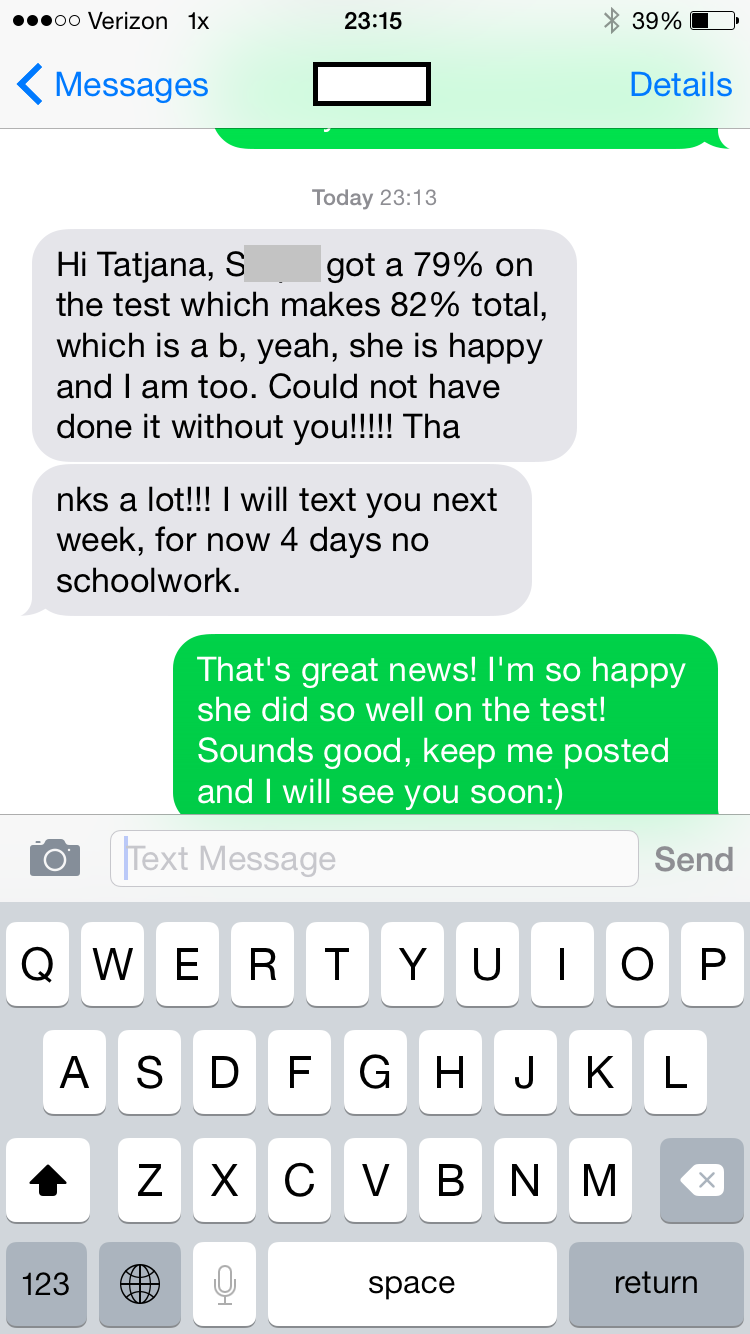 Verizon 1x 23:15 39%
Messages Details
Today 23:13
Hi Tatjana, S got a 79% on
the test which makes 82% total,
which is a b, yeah, she is happy
and I am too. Could not have
done it without you!!!!! Tha
nks a lot!!! I will text you next
week, for now 4 days no
schoolwork.
That's great news! I'm so happy
she did so well on the test!
Sounds good, keep me posted
and I will see you soon:)
Text Message Send
Q W E R T Y U I O P
A S D F G H J K L
Z X C V B N M
123 space return